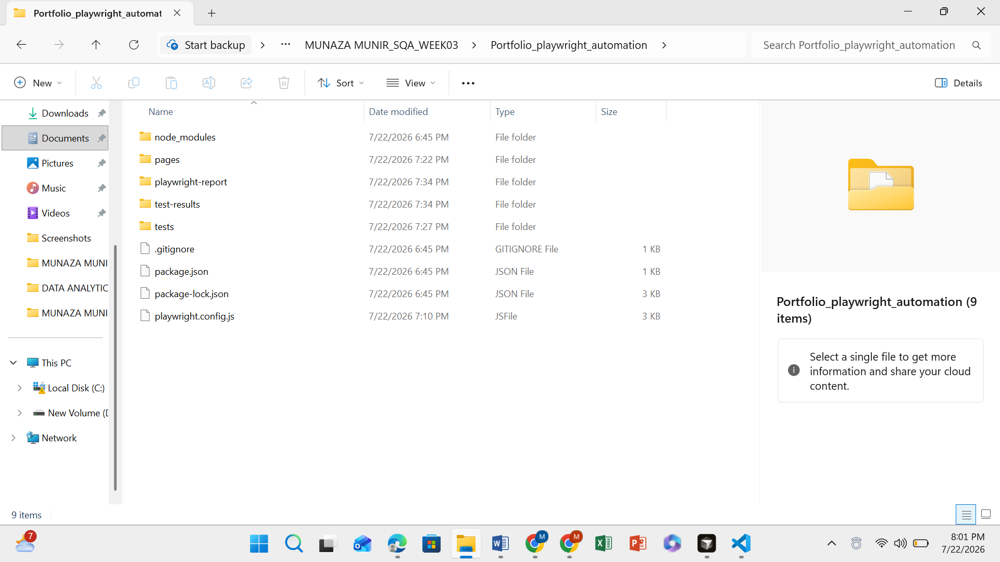 Portfolio_playwright_automat
Start backup
MUNAZA MUNIR_SQA_WEEK03
Portfolio_playwright_automation
Search Portfolio_playwright_automation
New
Sort
View
Details
Downloads
Documents
Pictures
Music
Videos
Screenshots
MUNAZA MUNI
DATA ANALYTIC
MUNAZA MUNI
This PC
Local Disk (C:)
New Volume (D
Network
Name Date modified Type Size
node_modules 7/22/2026 6:45 PM File folder
pages 7/22/2026 7:22 PM File folder
playwright-report 7/22/2026 7:34 PM File folder
test-results 7/22/2026 7:34 PM File folder
tests 7/22/2026 7:27 PM File folder
.gitignore 7/22/2026 6:45 PM GITIGNORE File 1 KB
package.json 7/22/2026 6:45 PM JSON File 1 KB
package-lock.json 7/22/2026 6:45 PM JSON File 3 KB
playwright.config.js 7/22/2026 7:10 PM JSFile 3 KB
Portfolio_playwright_automation (9
items)
Select a single file to get more
information and share your cloud
content.
9 items
7
M
M
8:01 PM
7/22/2026